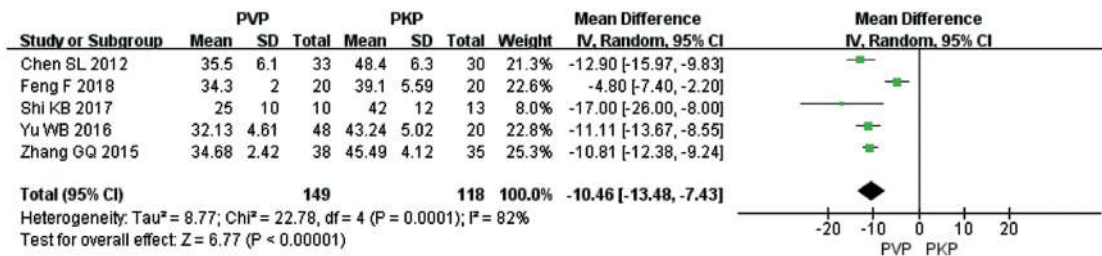 PVP PKP Mean Difference Mean Difference
Study or Subgroup Mean SD Total Mean SD Total Weight IV, Random, 95% CI IV, Random, 95% CI
Chen SL 2012 35.5 6.1 33 48.4 6.3 30 21.3% -12.90 [-15.97, -9.83]
Feng F 2018 34.3 2 20 39.1 5.59 20 22.6% -4.80 [-7.40, -2.20]
Shi KB 2017 25 10 10 42 12 13 8.0% -17.00 [-26.00, -8.00]
Yu WB 2016 32.13 4.61 48 43.24 5.02 20 22.8% -11.11 [-13.67, -8.55]
Zhang GQ 2015 34.68 2.42 38 45.49 4.12 35 25.3% -10.81 [-12.38, -9.24]
Total (95% CI) 149 118 100.0% -10.46 [-13.48, -7.43]
Heterogeneity: Tau² = 8.77; Chi² = 22.78, df = 4 (P = 0.0001); I² = 82%
Test for overall effect: Z = 6.77 (P < 0.00001)
-20 -10 0 10 20
PVP PKP